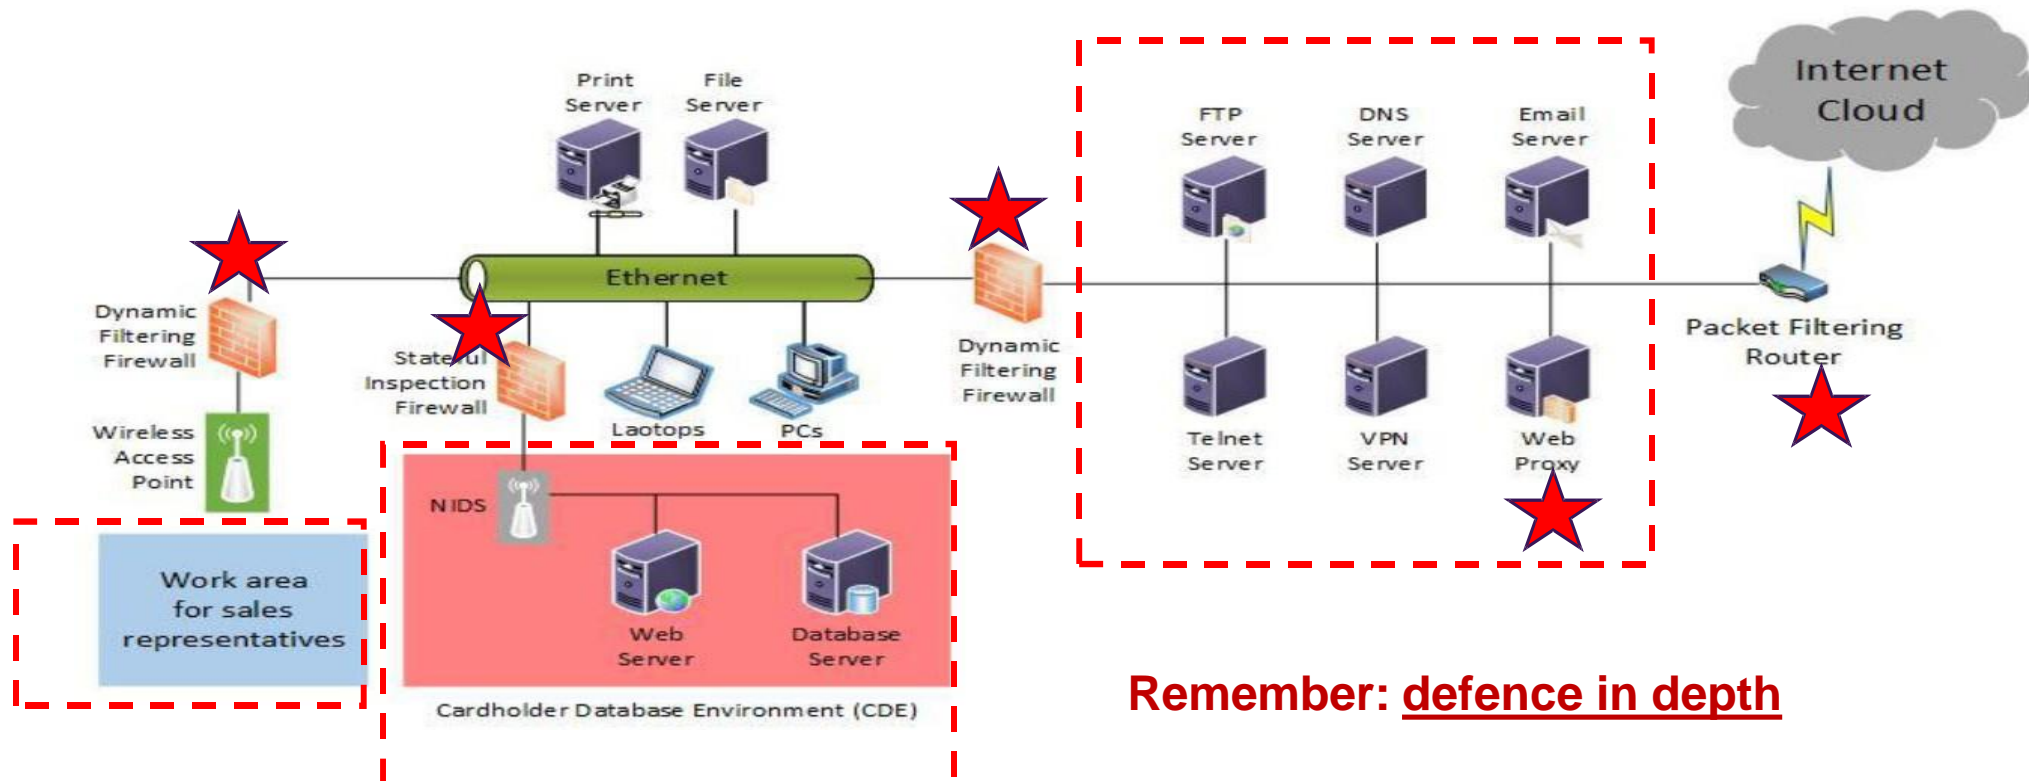 Print
Server
File
Server
FTP
Server
DNS
Server
Email
Server
Internet
Cloud
Ethernet
Dynamic
Filtering
Firewall
Stateful
Inspection
Firewall
Dynamic
Filtering
Firewall
Packet Filtering
Router
Laotops
PCs
Wireless
Access
Point
Telnet
Server
VPN
Server
Web
Proxy
NIDS
Work area
for sales
representatives
Web
Server
Database
Server
Cardholder Database Environment (CDE)
Remember: defence in depth